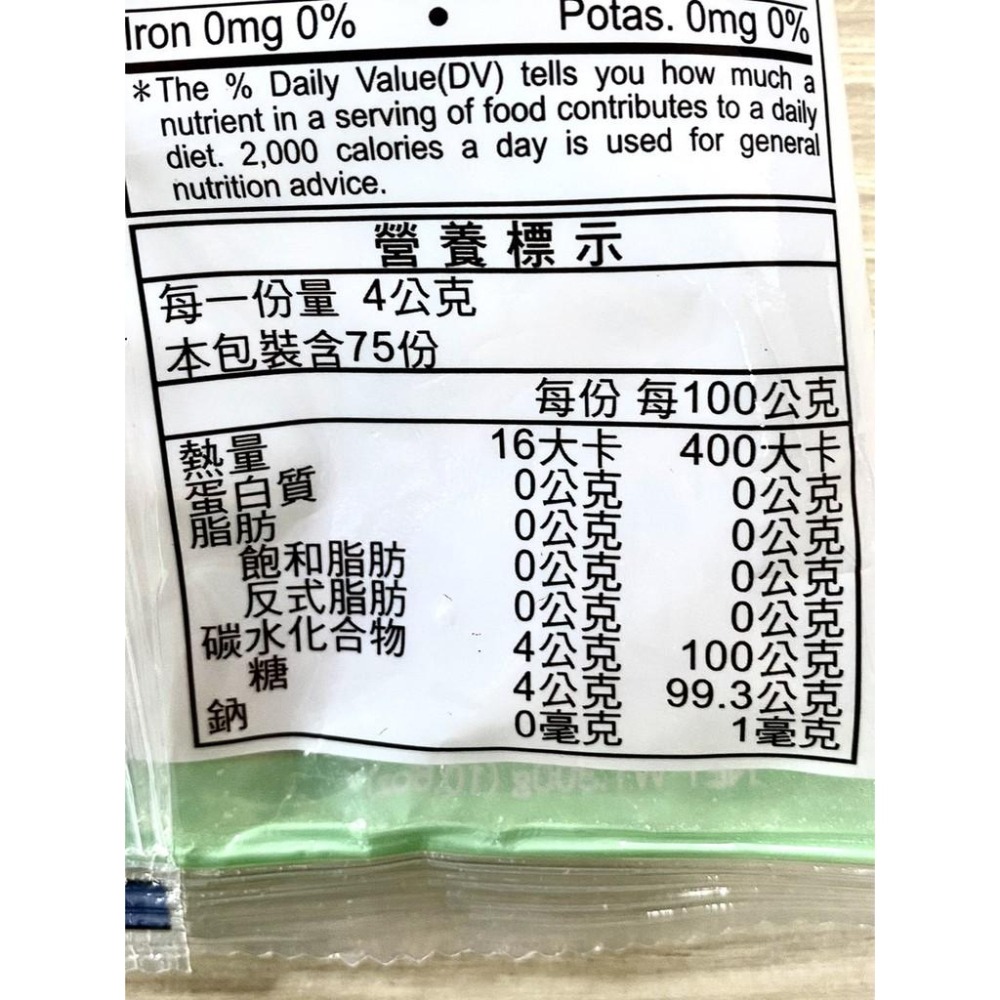 Iron 0mg 0% • Potas. 0mg 0%
*The % Daily Value(DV) tells you how much a
nutrient in a serving of food contributes to a daily
diet. 2,000 calories a day is used for general
nutrition advice.
營養標示
每一份量 4公克
本包裝含75份
每份 每100公克
熱量 16大卡 400大卡
蛋白質 0公克 0公克
脂肪 0公克 0公克
飽和脂肪 0公克 0公克
反式脂肪 0公克 0公克
碳水化合物 4公克 100公克
糖 4公克 99.3公克
鈉 0毫克 1毫克